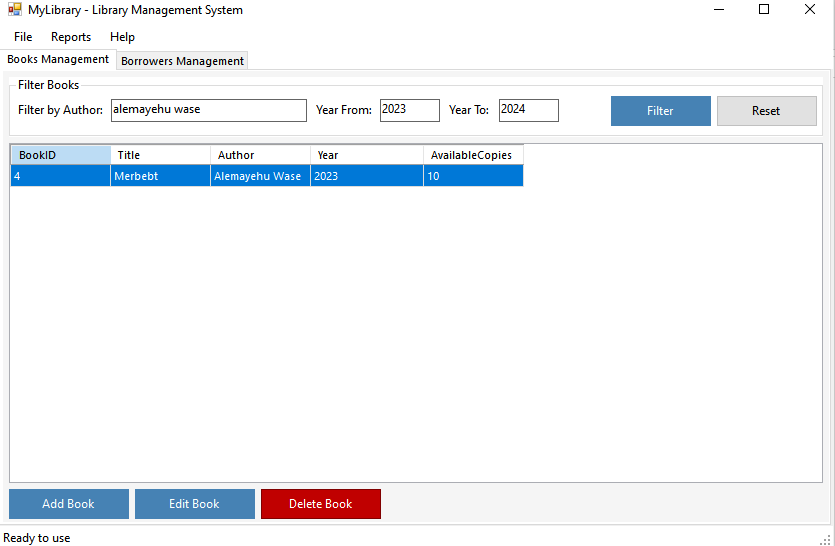 MyLibrary - Library Management System
File Reports Help
Books Management Borrowers Management
Filter Books
Filter by Author: alemayehu wase Year From: 2023 Year To: 2024 Filter Reset
BookID Title Author Year AvailableCopies
4 Merbebt Alemayehu Wase 2023 10
Add Book Edit Book Delete Book
Ready to use